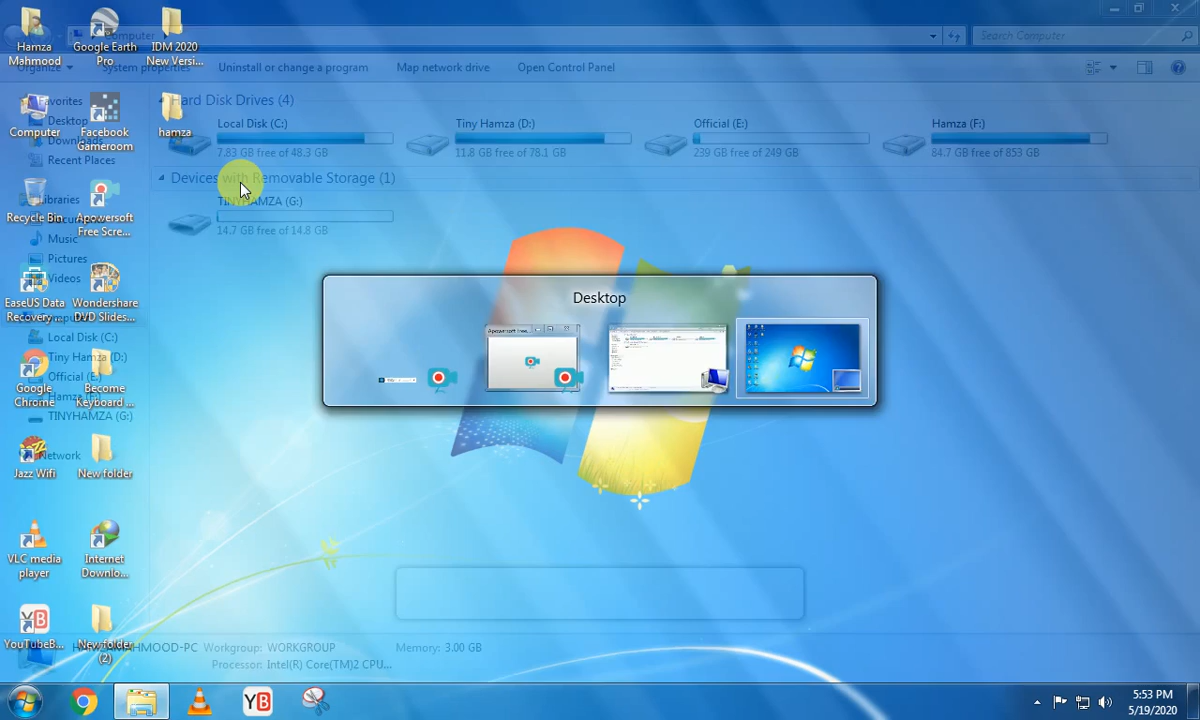 Computer
Search Computer
Organize
System properties
Uninstall or change a program
Map network drive
Open Control Panel
Hamza
Mahmood
Google Earth
Pro
IDM 2020
New Versi...
Computer
Facebook
Gameroom
hamza
Recycle Bin
Apowersoft
Free Scre...
EaseUS Data
Recovery...
Wondershare
DVD Slides...
Google
Chrome
Become
Keyboard ...
Jazz Wifi
New folder
VLC media
player
Internet
Downlo...
YouTubeB...
New folder
(2)
Favorites
Desktop
Downloads
Recent Places
Libraries
Music
Pictures
Videos
Local Disk (C:)
Tiny Hamza (D:)
Official (E:)
Hamza (F:)
TINYHAMZA (G:)
Network
Hard Disk Drives (4)
Local Disk (C:)
7.83 GB free of 48.3 GB
Tiny Hamza (D:)
11.8 GB free of 78.1 GB
Official (E:)
239 GB free of 249 GB
Hamza (F:)
84.7 GB free of 853 GB
Devices with Removable Storage (1)
TINYHAMZA (G:)
14.7 GB free of 14.8 GB
Desktop
Apowersoft Free...
Workgroup: WORKGROUP
Memory: 3.00 GB
Processor: Intel(R) Core(TM)2 CPU...
YB
5:53 PM
5/19/2020